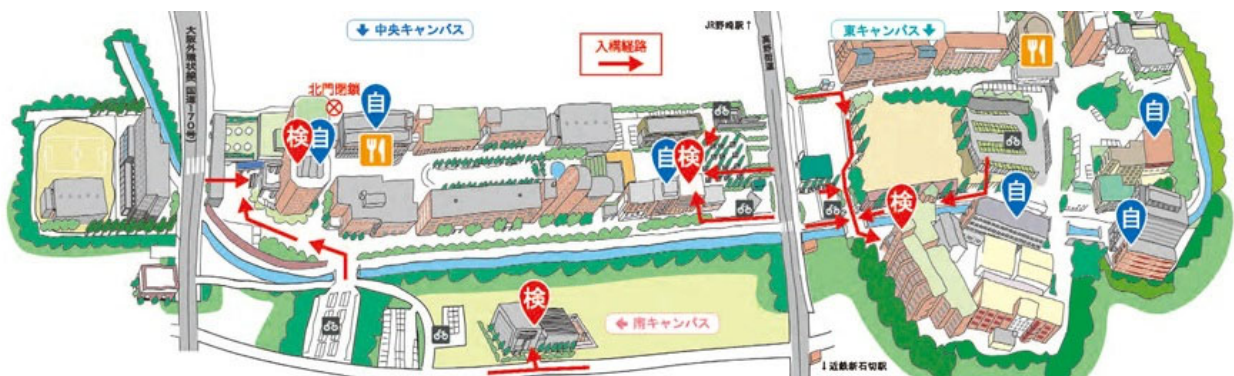 中央キャンパス
JR野崎駅↑
東キャンパス
入構経路
大阪外環状線(国道170号)
高野街道
北門閉鎖
自
検
自
自
検
自
検
自
自
検
南キャンパス
↓近鉄新石切駅